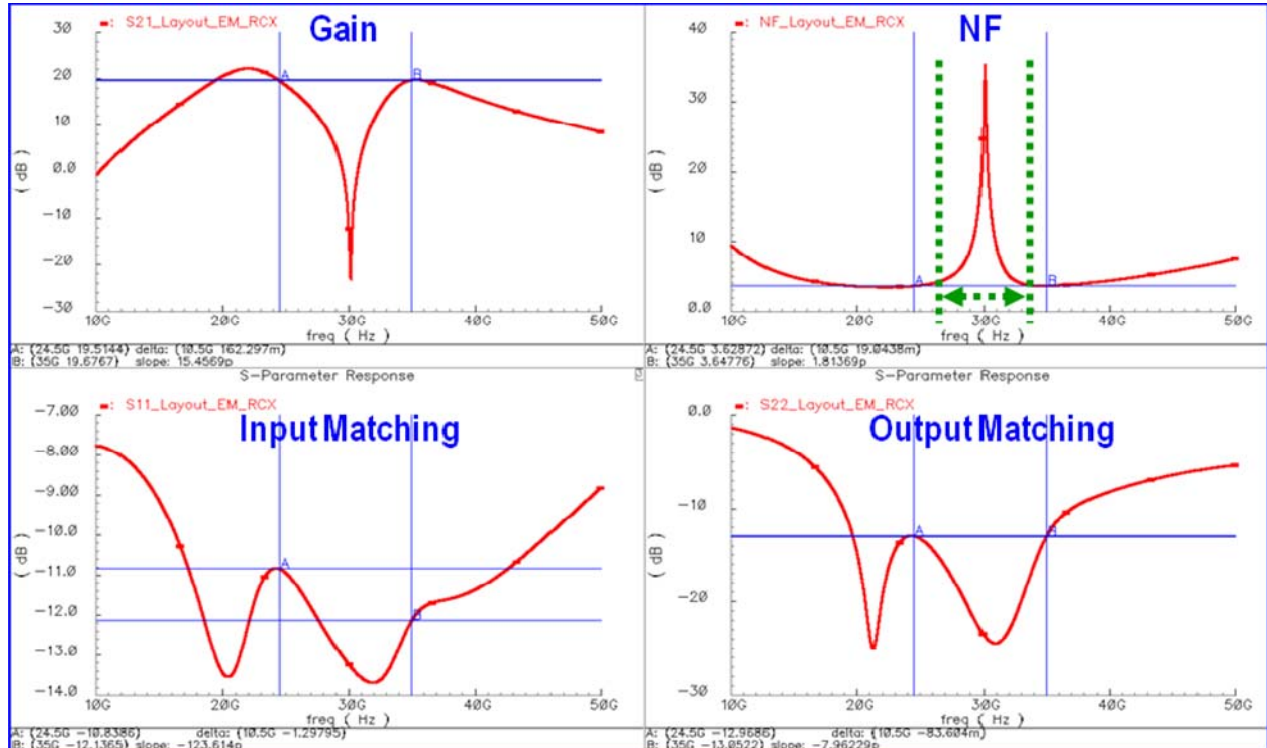 S21_Layout_EM_RCX
Gain
30
20
10
0.0
-10
-20
-30
( dB )
A
B
10G 20G 30G 40G 50G
freq ( Hz )
A: (24.5G 19.5144) delta: (10.5G 162.297m)
B: (35G 19.6767) slope: 15.4569p
NF_Layout_EM_RCX
NF
40
30
20
10
0.0
( dB )
A
B
10G 20G 30G 40G 50G
freq ( Hz )
A: (24.5G 3.62872) delta: (10.5G 19.0438m)
B: (35G 3.64776) slope: 1.81369p
S-Parameter Response
3
S11_Layout_EM_RCX
Input Matching
-7.00
-8.00
-9.00
-10.0
-11.0
-12.0
-13.0
-14.0
( dB )
A
B
10G 20G 30G 40G 50G
freq ( Hz )
A: (24.5G -10.8386) delta: (10.5G -1.29795)
B: (35G -12.1365) slope: -123.614p
S-Parameter Response
S22_Layout_EM_RCX
Output Matching
0.0
-10
-20
-30
( dB )
A
B
10G 20G 30G 40G 50G
freq ( Hz )
A: (24.5G -12.9686) delta: (10.5G -83.604m)
B: (35G -13.0522) slope: -7.96229p